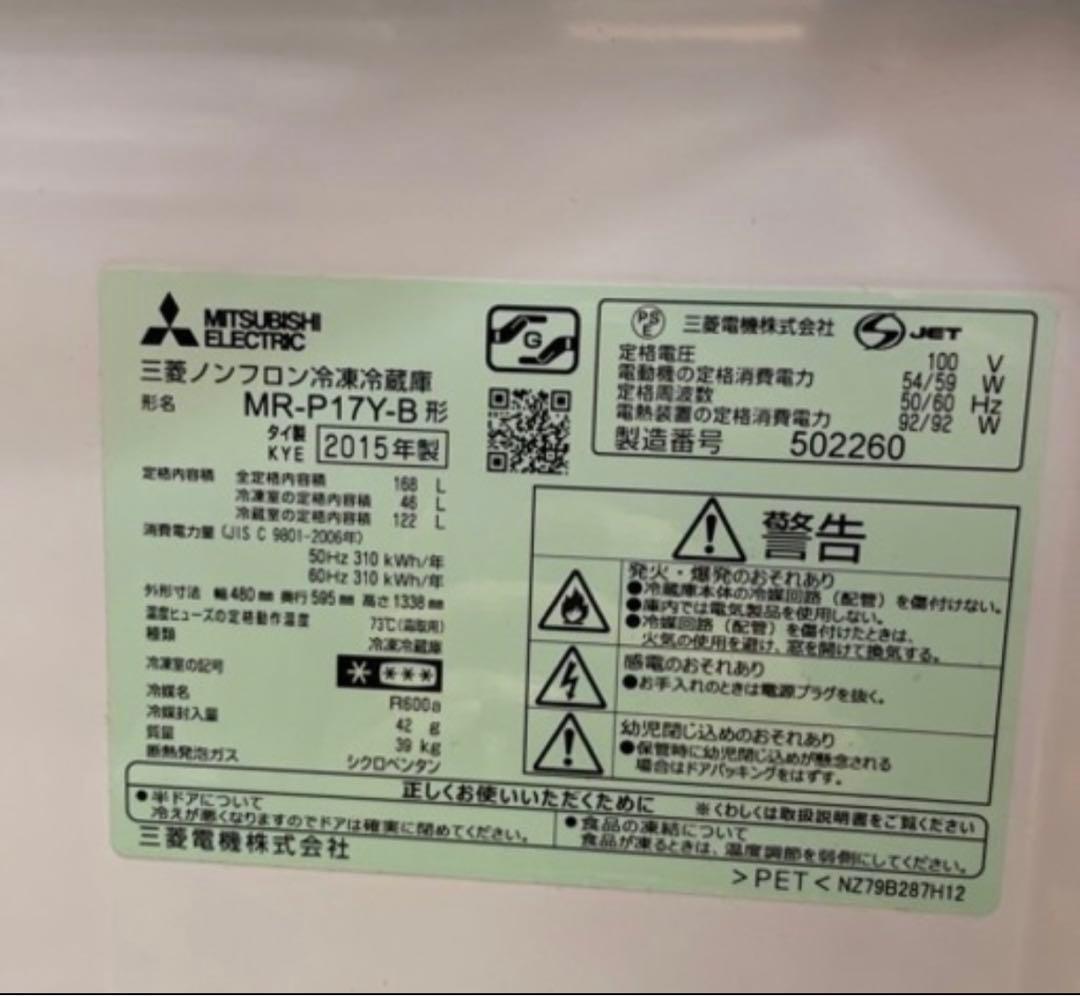 MITSUBISHI
ELECTRIC
三菱ノンフロン冷凍冷蔵庫
形名 MR-P17Y-B形
タイ製
KYE 2015年製
定格内容積 全定格内容積 168 L
冷凍室の定格内容積 46 L
冷蔵室の定格内容積 122 L
消費電力量(JIS C 9801-2006年)
50Hz 310 kWh/年
60Hz 310 kWh/年
外形寸法 幅480㎜ 奥行595㎜ 高さ1338㎜
温度ヒューズの定格動作温度 73℃(霜取用)
種類 冷凍冷蔵庫
冷凍室の記号 * ***
冷媒名 R600a
冷媒封入量 42 g
質量 39 kg
断熱発泡ガス シクロペンタン
G
PSE 三菱電機株式会社 JET
定格電圧 100 V
電動機の定格消費電力 54/59 W
定格周波数 50/60 Hz
電熱装置の定格消費電力 92/92 W
製造番号 502260
警告
発火・爆発のおそれあり
●冷蔵庫本体の冷媒回路(配管)を傷付けない。
●庫内では電気製品を使用しない。
●冷媒回路(配管)を傷付けたときは、
火気の使用を避け、窓を開けて換気する。
感電のおそれあり
●お手入れのときは電源プラグを抜く。
幼児閉じ込めのおそれあり
●保管時に幼児閉じ込めが懸念される
場合はドアパッキングをはずす。
正しくお使いいただくために ※くわしくは取扱説明書をご覧ください
●半ドアについて
冷えが悪くなりますのでドアは確実に閉めてください。
●食品の凍結について
食品が凍るときは、温度調節を弱側にしてください。
三菱電機株式会社
>PET< NZ79B287H12